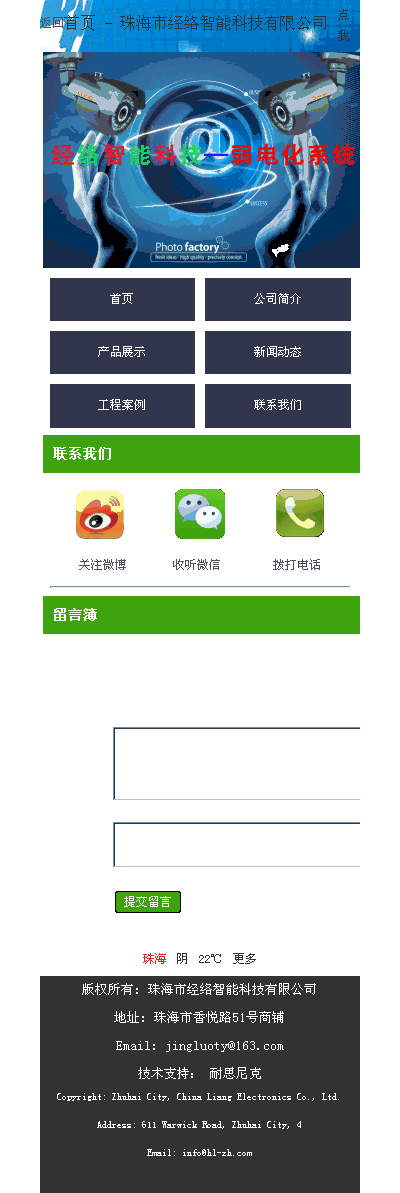 返回首页 - 珠海市经络智能科技有限公司 点我
经络智能科技—弱电化系统
SUCCESS
Photo factory
fresh ideas - high quality - precisely concept
首页 公司简介
产品展示 新闻动态
工程案例 联系我们
联系我们
关注微博 收听微信 拨打电话
留言簿
提交留言
珠海 阴 22℃ 更多
版权所有：珠海市经络智能科技有限公司
地址：珠海市香悦路51号商铺
Email: jingluoty@163.com
技术支持： 耐思尼克
Copyright: Zhuhai City, China Liang Electronics Co., Ltd.
Address: 611 Warwick Road, Zhuhai City, 4
Email: info@hl-zh.com